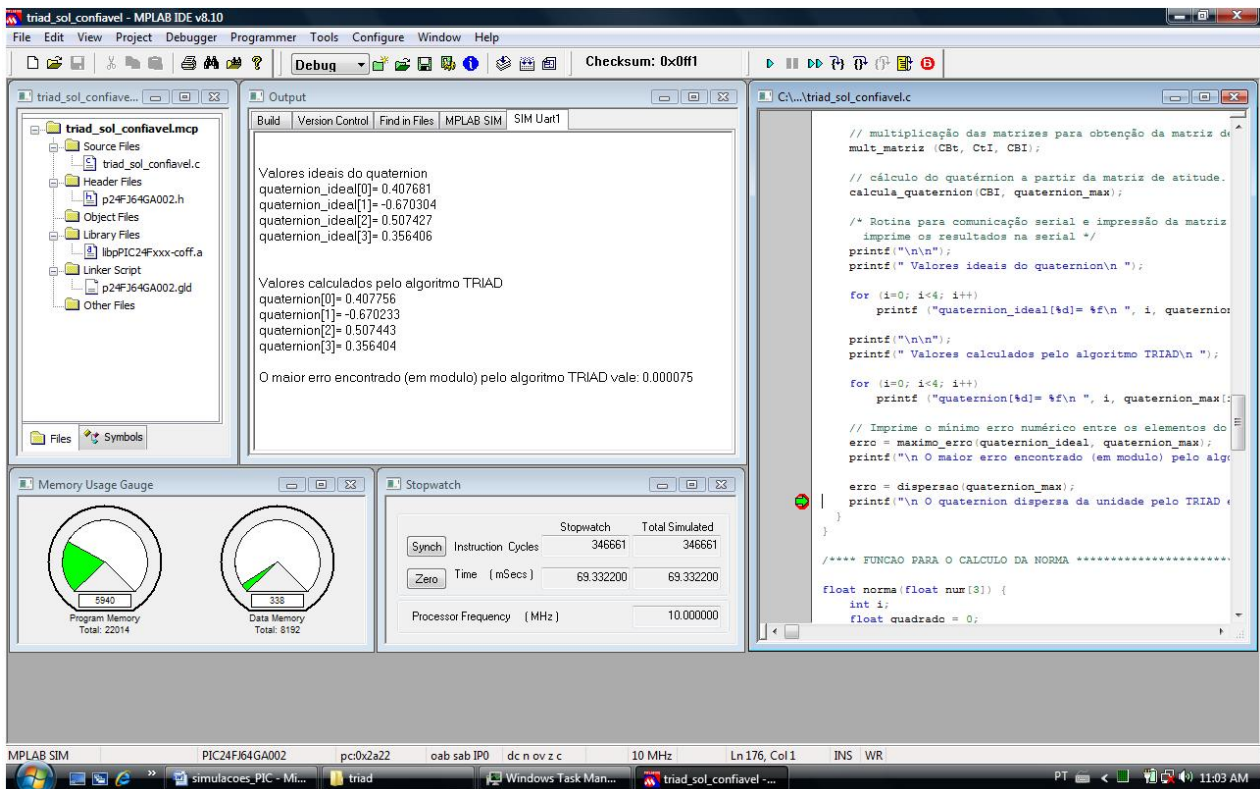 triad_sol_confiavel - MPLAB IDE v8.10
File Edit View Project Debugger Programmer Tools Configure Window Help
Debug
Checksum: 0x0ff1
triad_sol_confiave...
triad_sol_confiavel.mcp
Source Files
triad_sol_confiavel.c
Header Files
p24FJ64GA002.h
Object Files
Library Files
libpPIC24Fxxx-coff.a
Linker Script
p24FJ64GA002.gld
Other Files
Files Symbols
Output
Build Version Control Find in Files MPLAB SIM SIM Uart1
Valores ideais do quaternion
quaternion_ideal[0]= 0.407681
quaternion_ideal[1]= -0.670304
quaternion_ideal[2]= 0.507427
quaternion_ideal[3]= 0.356406
Valores calculados pelo algoritmo TRIAD
quaternion[0]= 0.407756
quaternion[1]= -0.670233
quaternion[2]= 0.507443
quaternion[3]= 0.356404
O maior erro encontrado (em modulo) pelo algoritmo TRIAD vale: 0.000075
C:\...\triad_sol_confiavel.c
// multiplicação das matrizes para obtenção da matriz de
mult_matriz (CBt, CtI, CBI);
// cálculo do quatérnion a partir da matriz de atitude.
calcula_quaternion(CBI, quaternion_max);
/* Rotina para comunicação serial e impressão da matriz
imprime os resultados na serial */
printf("\n\n");
printf(" Valores ideais do quaternion\n ");
for (i=0; i<4; i++)
printf ("quaternion_ideal[%d]= %f\n ", i, quaternion
printf("\n\n");
printf(" Valores calculados pelo algoritmo TRIAD\n ");
for (i=0; i<4; i++)
printf ("quaternion[%d]= %f\n ", i, quaternion_max[
// Imprime o mínimo erro numérico entre os elementos do
erro = maximo_erro(quaternion_ideal, quaternion_max);
printf("\n O maior erro encontrado (em modulo) pelo algo
erro = dispersao(quaternion_max);
printf("\n O quaternion dispersa da unidade pelo TRIAD e
}
}
/**** FUNCAO PARA O CALCULO DA NORMA ************************
float norma(float num[3]) {
int i;
float quadrado = 0;
Memory Usage Gauge
5940
Program Memory
Total: 22014
338
Data Memory
Total: 8192
Stopwatch
Stopwatch Total Simulated
Synch Instruction Cycles 346661 346661
Zero Time (mSecs) 69.332200 69.332200
Processor Frequency (MHz) 10.000000
MPLAB SIM PIC24FJ64GA002 pc:0x2a22 oab sab IP0 dc n ov z c 10 MHz Ln 176, Col 1 INS WR
simulacoes_PIC - Mi... triad Windows Task Man... triad_sol_confiavel -... PT 11:03 AM